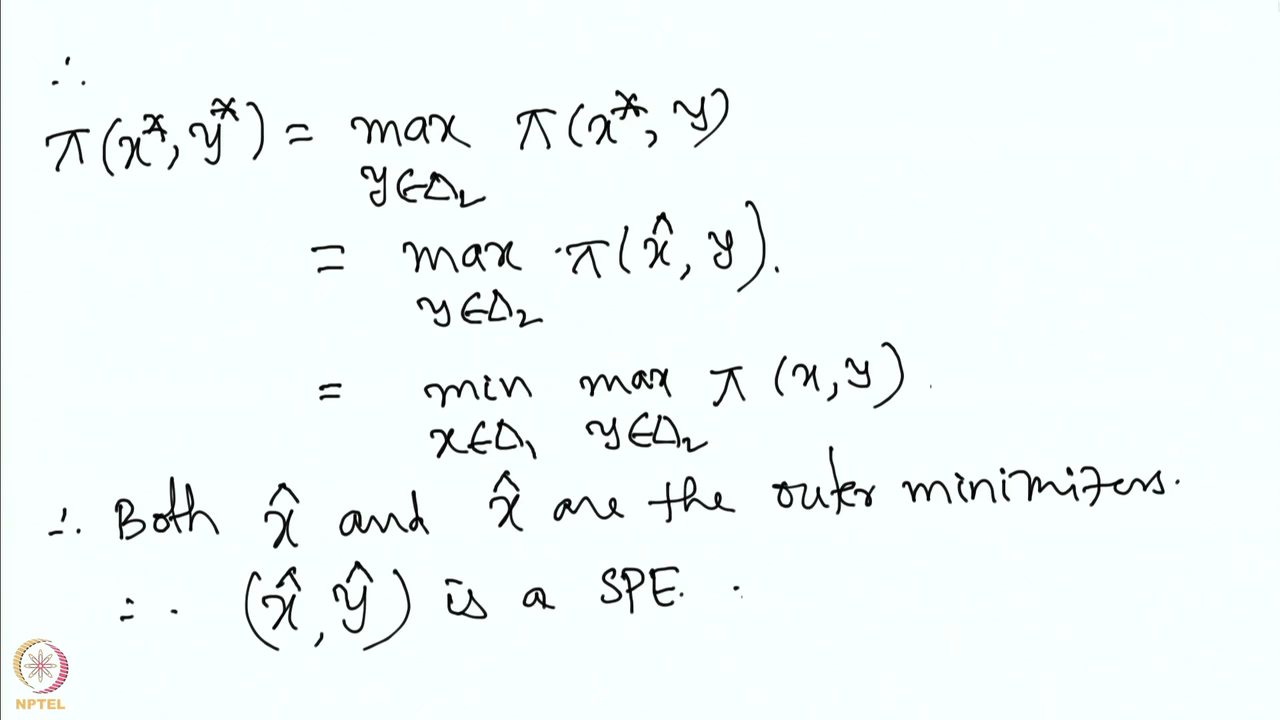 ∴
π(x*, y*) = max π(x*, y)
y∈Δ₂
= max π(x̂, y).
y∈Δ₂
= min max π (x, y).
x∈Δ₁ y∈Δ₂
∴ Both x̂ and x̂ are the outer minimizers.
∴ (x̂, ŷ) is a SPE.
NPTEL